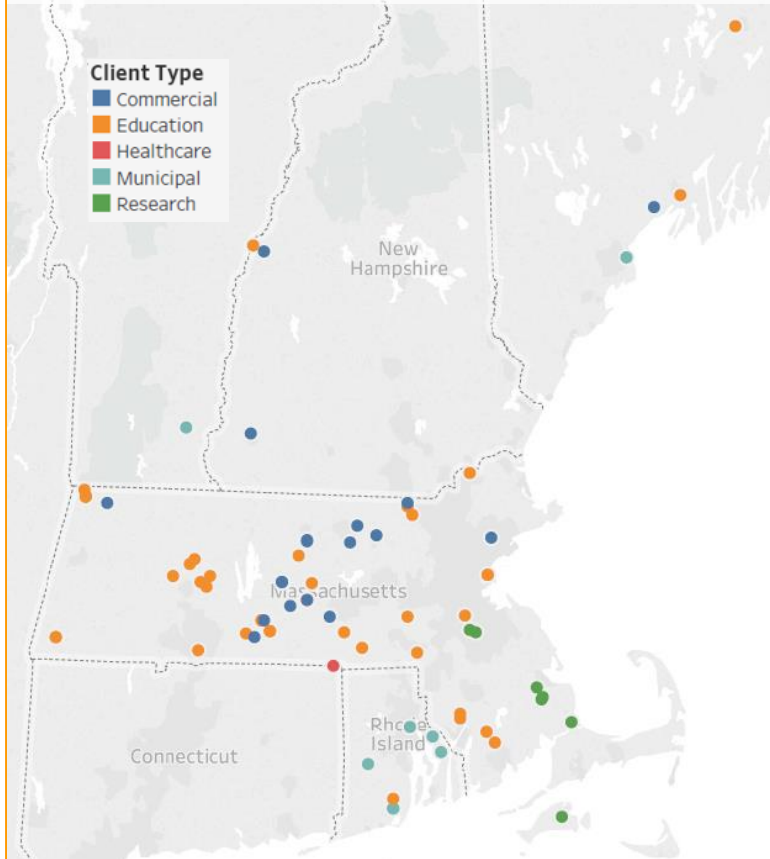 Client Type
Commercial
Education
Healthcare
Municipal
Research
New
Hampshire
Massachusetts
Rhode
Island
Connecticut